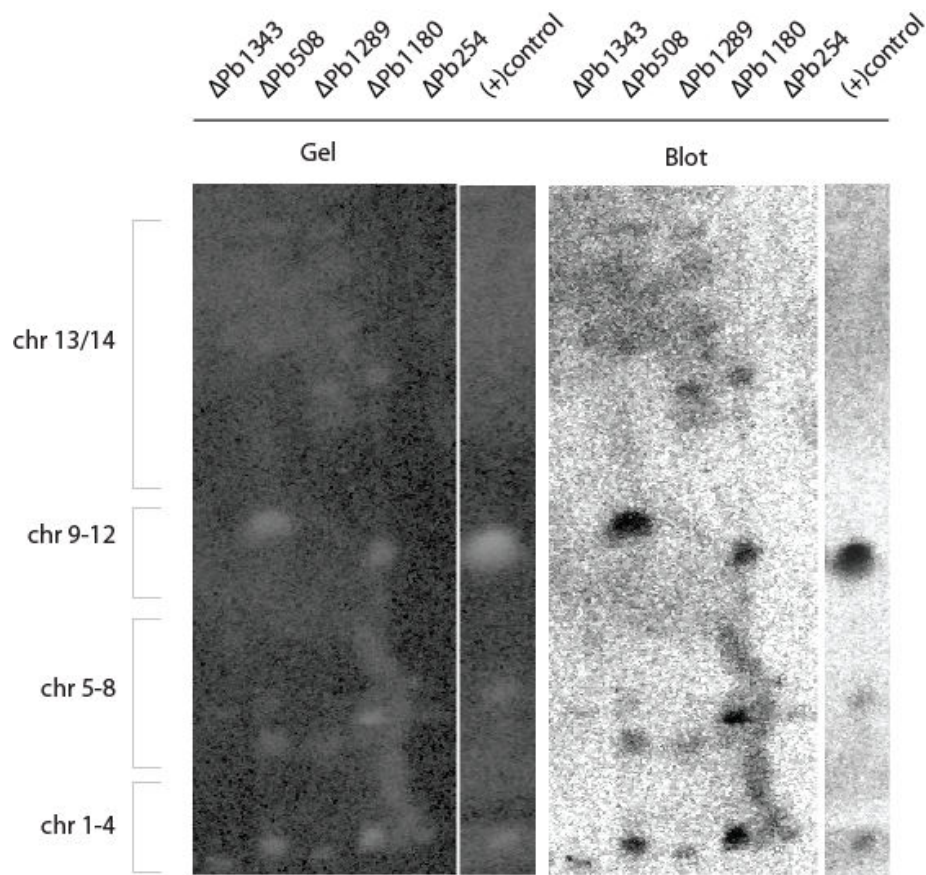 ΔPb1343 ΔPb508 ΔPb1289 ΔPb1180 ΔPb254 (+)control ΔPb1343 ΔPb508 ΔPb1289 ΔPb1180 ΔPb254 (+)control
Gel Blot
chr 13/14
chr 9-12
chr 5-8
chr 1-4